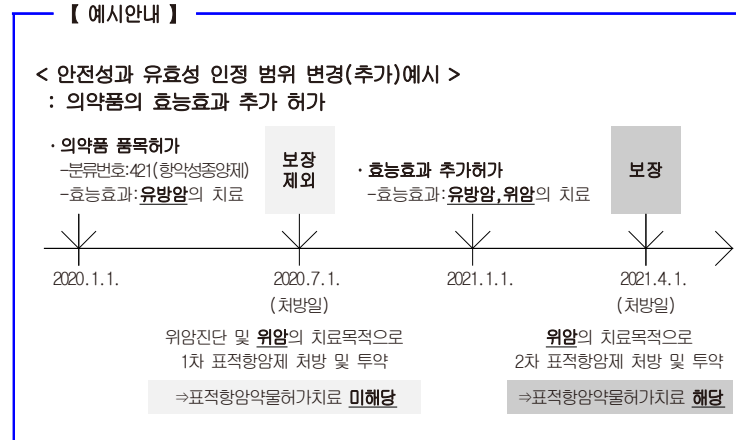 【 예시안내 】
< 안전성과 유효성 인정 범위 변경(추가)예시 >
: 의약품의 효능효과 추가 허가
· 의약품 품목허가
-분류번호:421(항악성종양제)
-효능효과:유방암의 치료
보장
제외
· 효능효과 추가허가
-효능효과:유방암,위암의 치료
보장
2020.1.1.
2020.7.1.
(처방일)
2021.1.1.
2021.4.1.
(처방일)
위암진단 및 위암의 치료목적으로
1차 표적항암제 처방 및 투약
⇒표적항암약물허가치료 미해당
위암의 치료목적으로
2차 표적항암제 처방 및 투약
⇒표적항암약물허가치료 해당